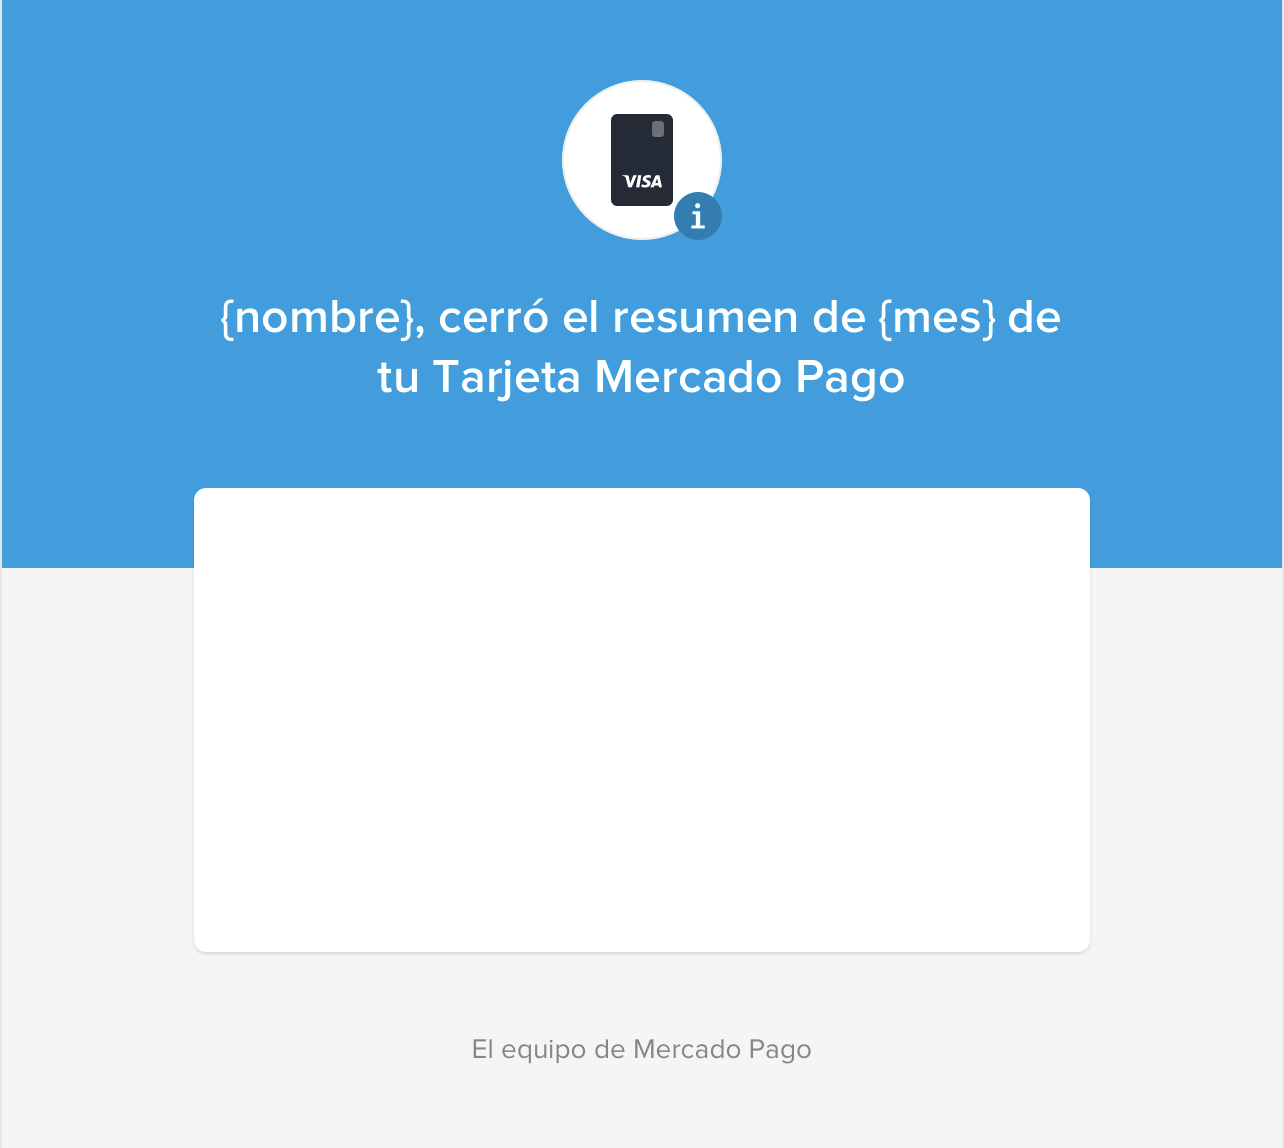 VISA
i
{nombre}, cerró el resumen de {mes} de
tu Tarjeta Mercado Pago
El equipo de Mercado Pago